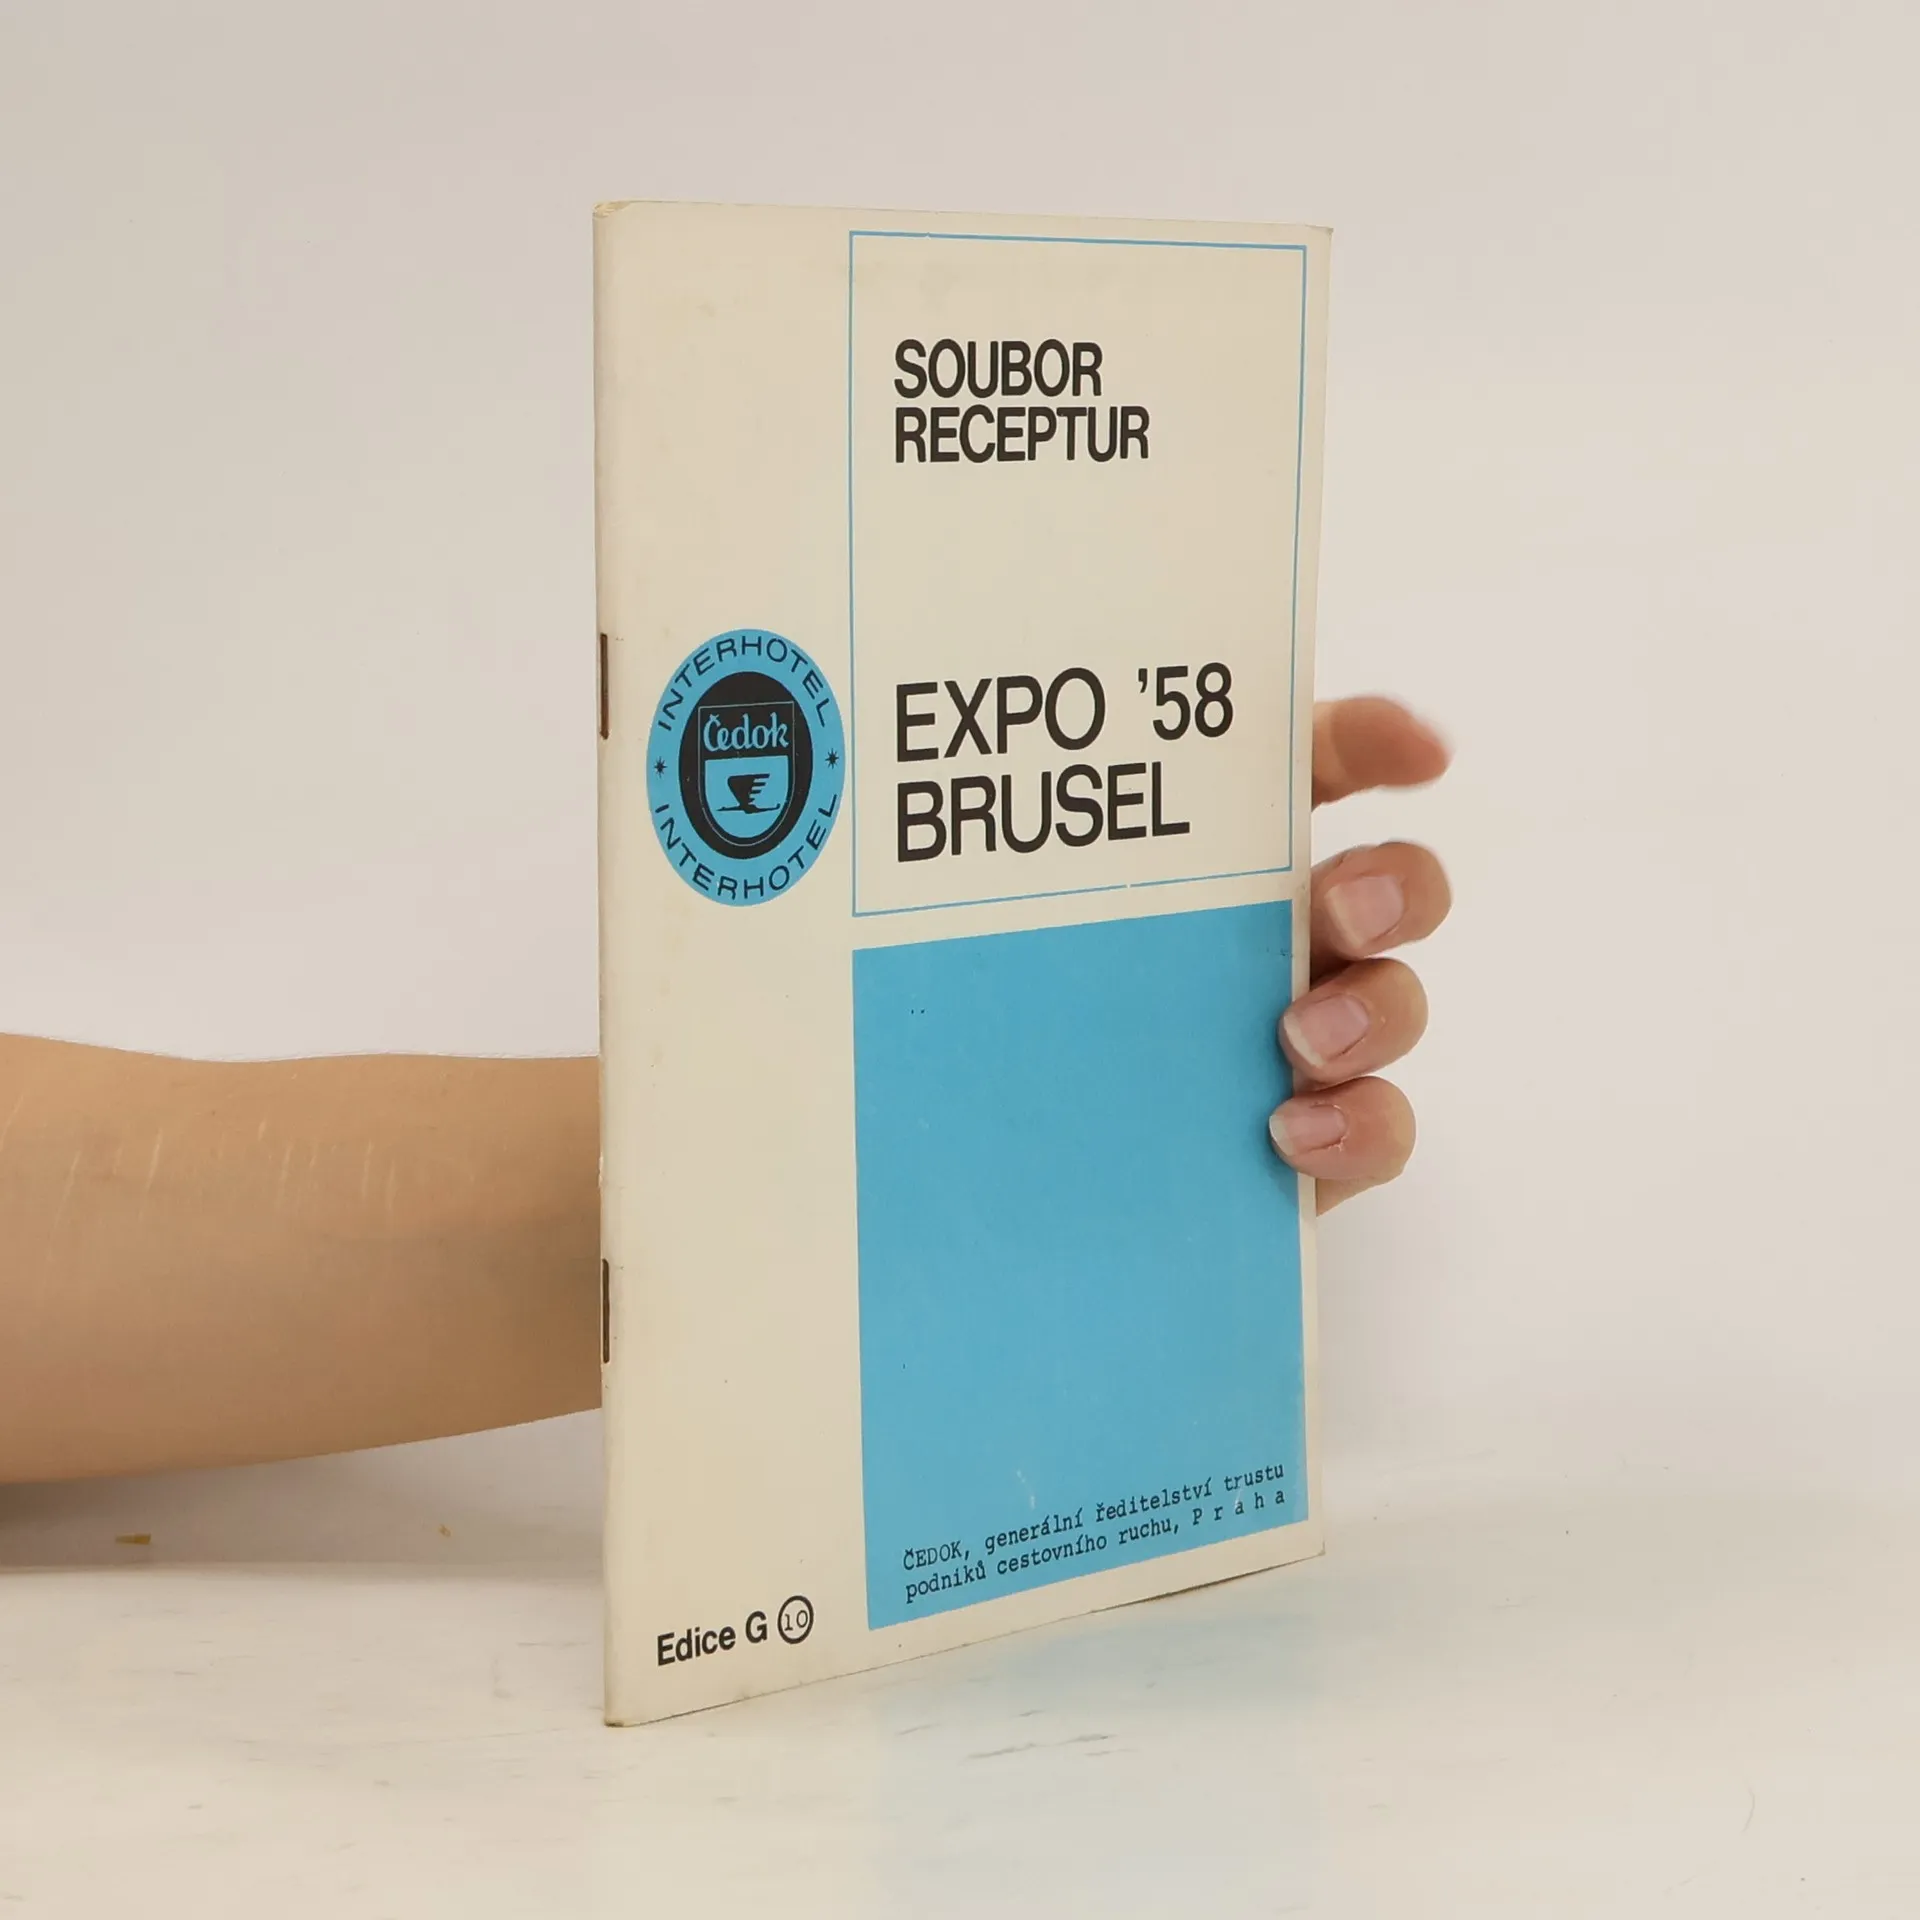 SOUBOR
RECEPTUR
EXPO '58
BRUSEL
INTERHOTEL
Čedok
INTERHOTEL
ČEDOK, generální ředitelství trustu
podniků cestovního ruchu, P r a h a
Edice G 10